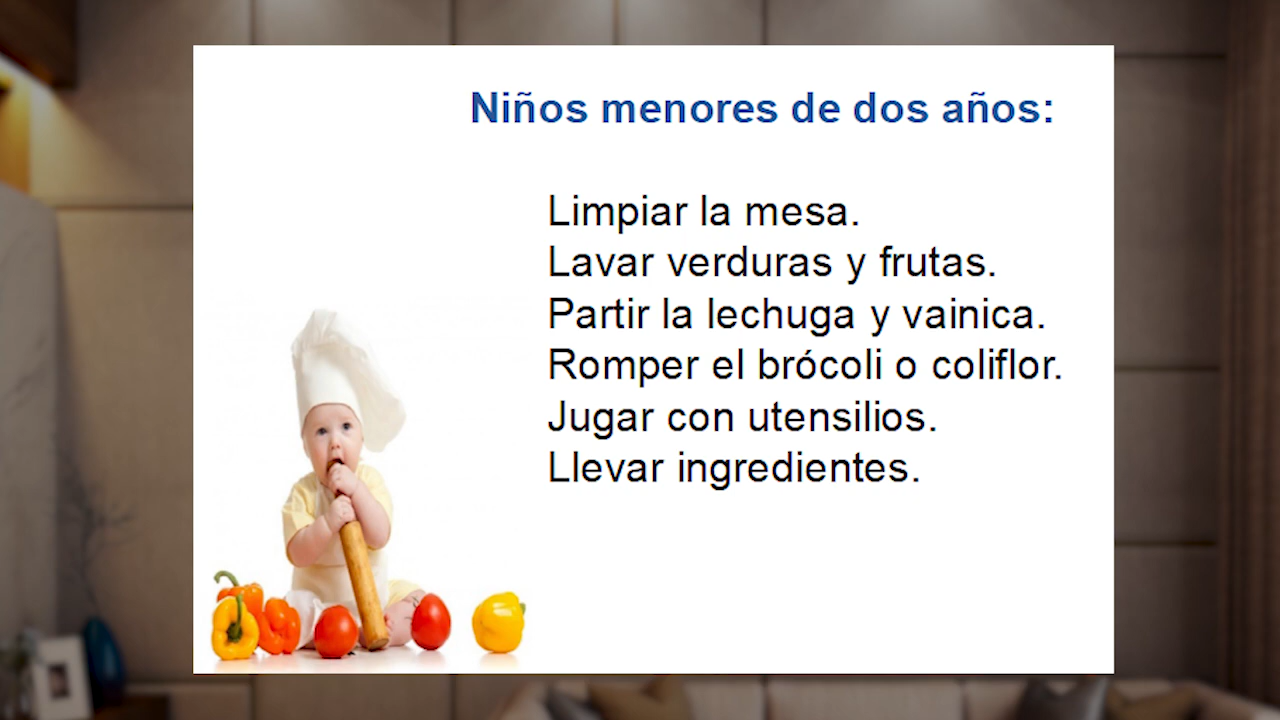 Niños menores de dos años:
Limpiar la mesa.
Lavar verduras y frutas.
Partir la lechuga y vainica.
Romper el brócoli o coliflor.
Jugar con utensilios.
Llevar ingredientes.